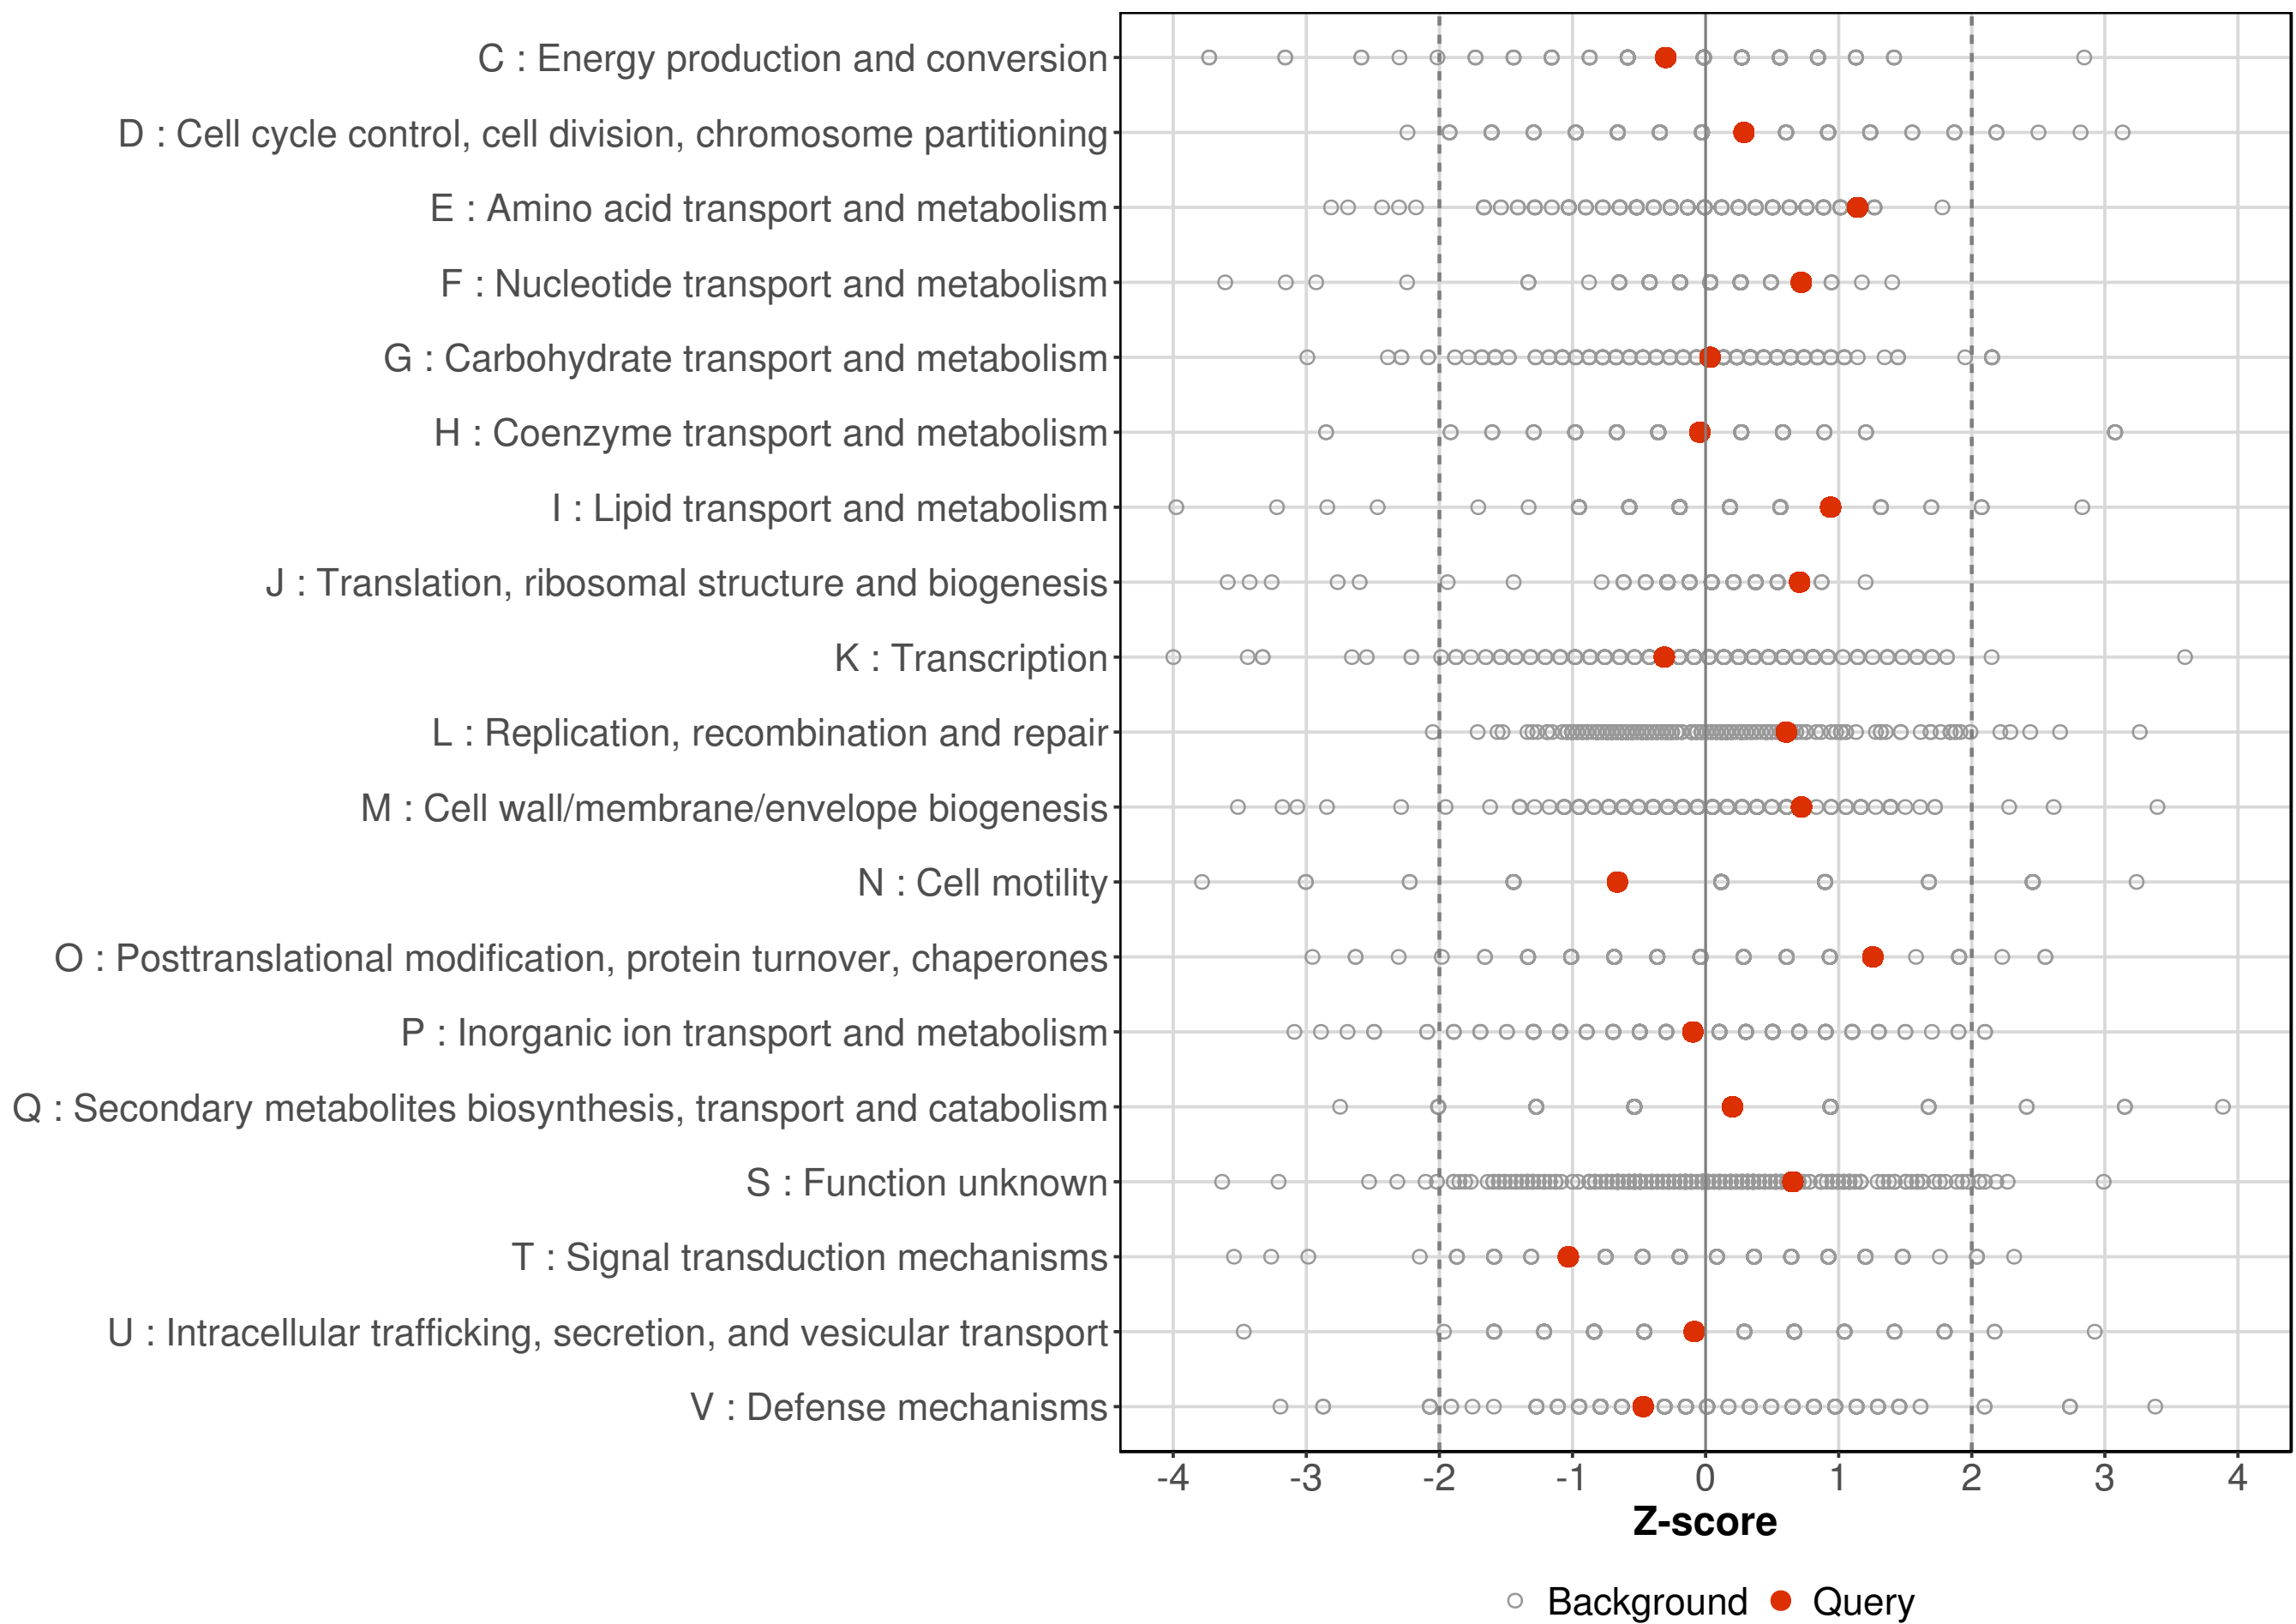 C : Energy production and conversion
D : Cell cycle control, cell division, chromosome partitioning
E : Amino acid transport and metabolism
F : Nucleotide transport and metabolism
G : Carbohydrate transport and metabolism
H : Coenzyme transport and metabolism
I : Lipid transport and metabolism
J : Translation, ribosomal structure and biogenesis
K : Transcription
L : Replication, recombination and repair
M : Cell wall/membrane/envelope biogenesis
N : Cell motility
O : Posttranslational modification, protein turnover, chaperones
P : Inorganic ion transport and metabolism
Q : Secondary metabolites biosynthesis, transport and catabolism
S : Function unknown
T : Signal transduction mechanisms
U : Intracellular trafficking, secretion, and vesicular transport
V : Defense mechanisms
-4 -3 -2 -1 0 1 2 3 4
Z-score
Background Query